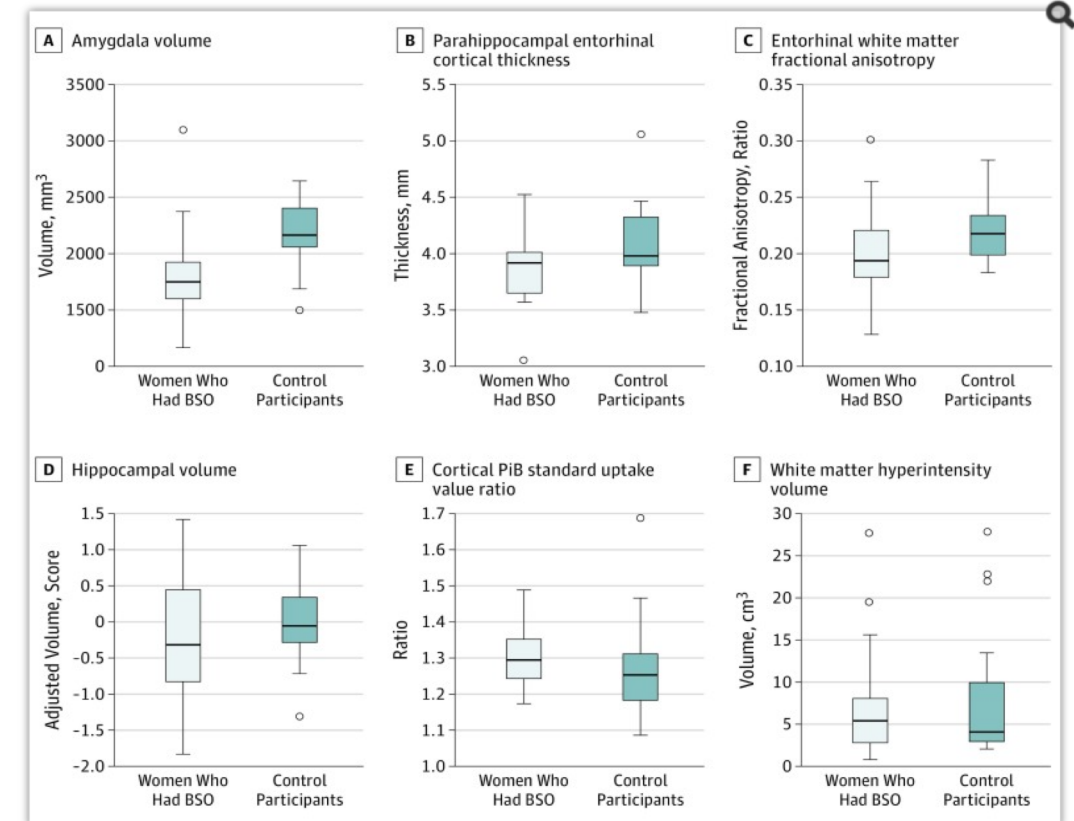 A Amygdala volume
3500
3000
2500
2000
1500
0
Volume, mm³
Women Who
Had BSO
Control
Participants
B Parahippocampal entorhinal
cortical thickness
5.5
5.0
4.5
4.0
3.5
3.0
Thickness, mm
Women Who
Had BSO
Control
Participants
C Entorhinal white matter
fractional anisotropy
0.35
0.30
0.25
0.20
0.15
0.10
Fractional Anisotropy, Ratio
Women Who
Had BSO
Control
Participants
D Hippocampal volume
1.5
1.0
0.5
0
-0.5
-1.0
-1.5
-2.0
Adjusted Volume, Score
Women Who
Had BSO
Control
Participants
E Cortical PiB standard uptake
value ratio
1.7
1.6
1.5
1.4
1.3
1.2
1.1
1.0
Ratio
Women Who
Had BSO
Control
Participants
F White matter hyperintensity
volume
30
25
20
15
10
5
0
Volume, cm³
Women Who
Had BSO
Control
Participants